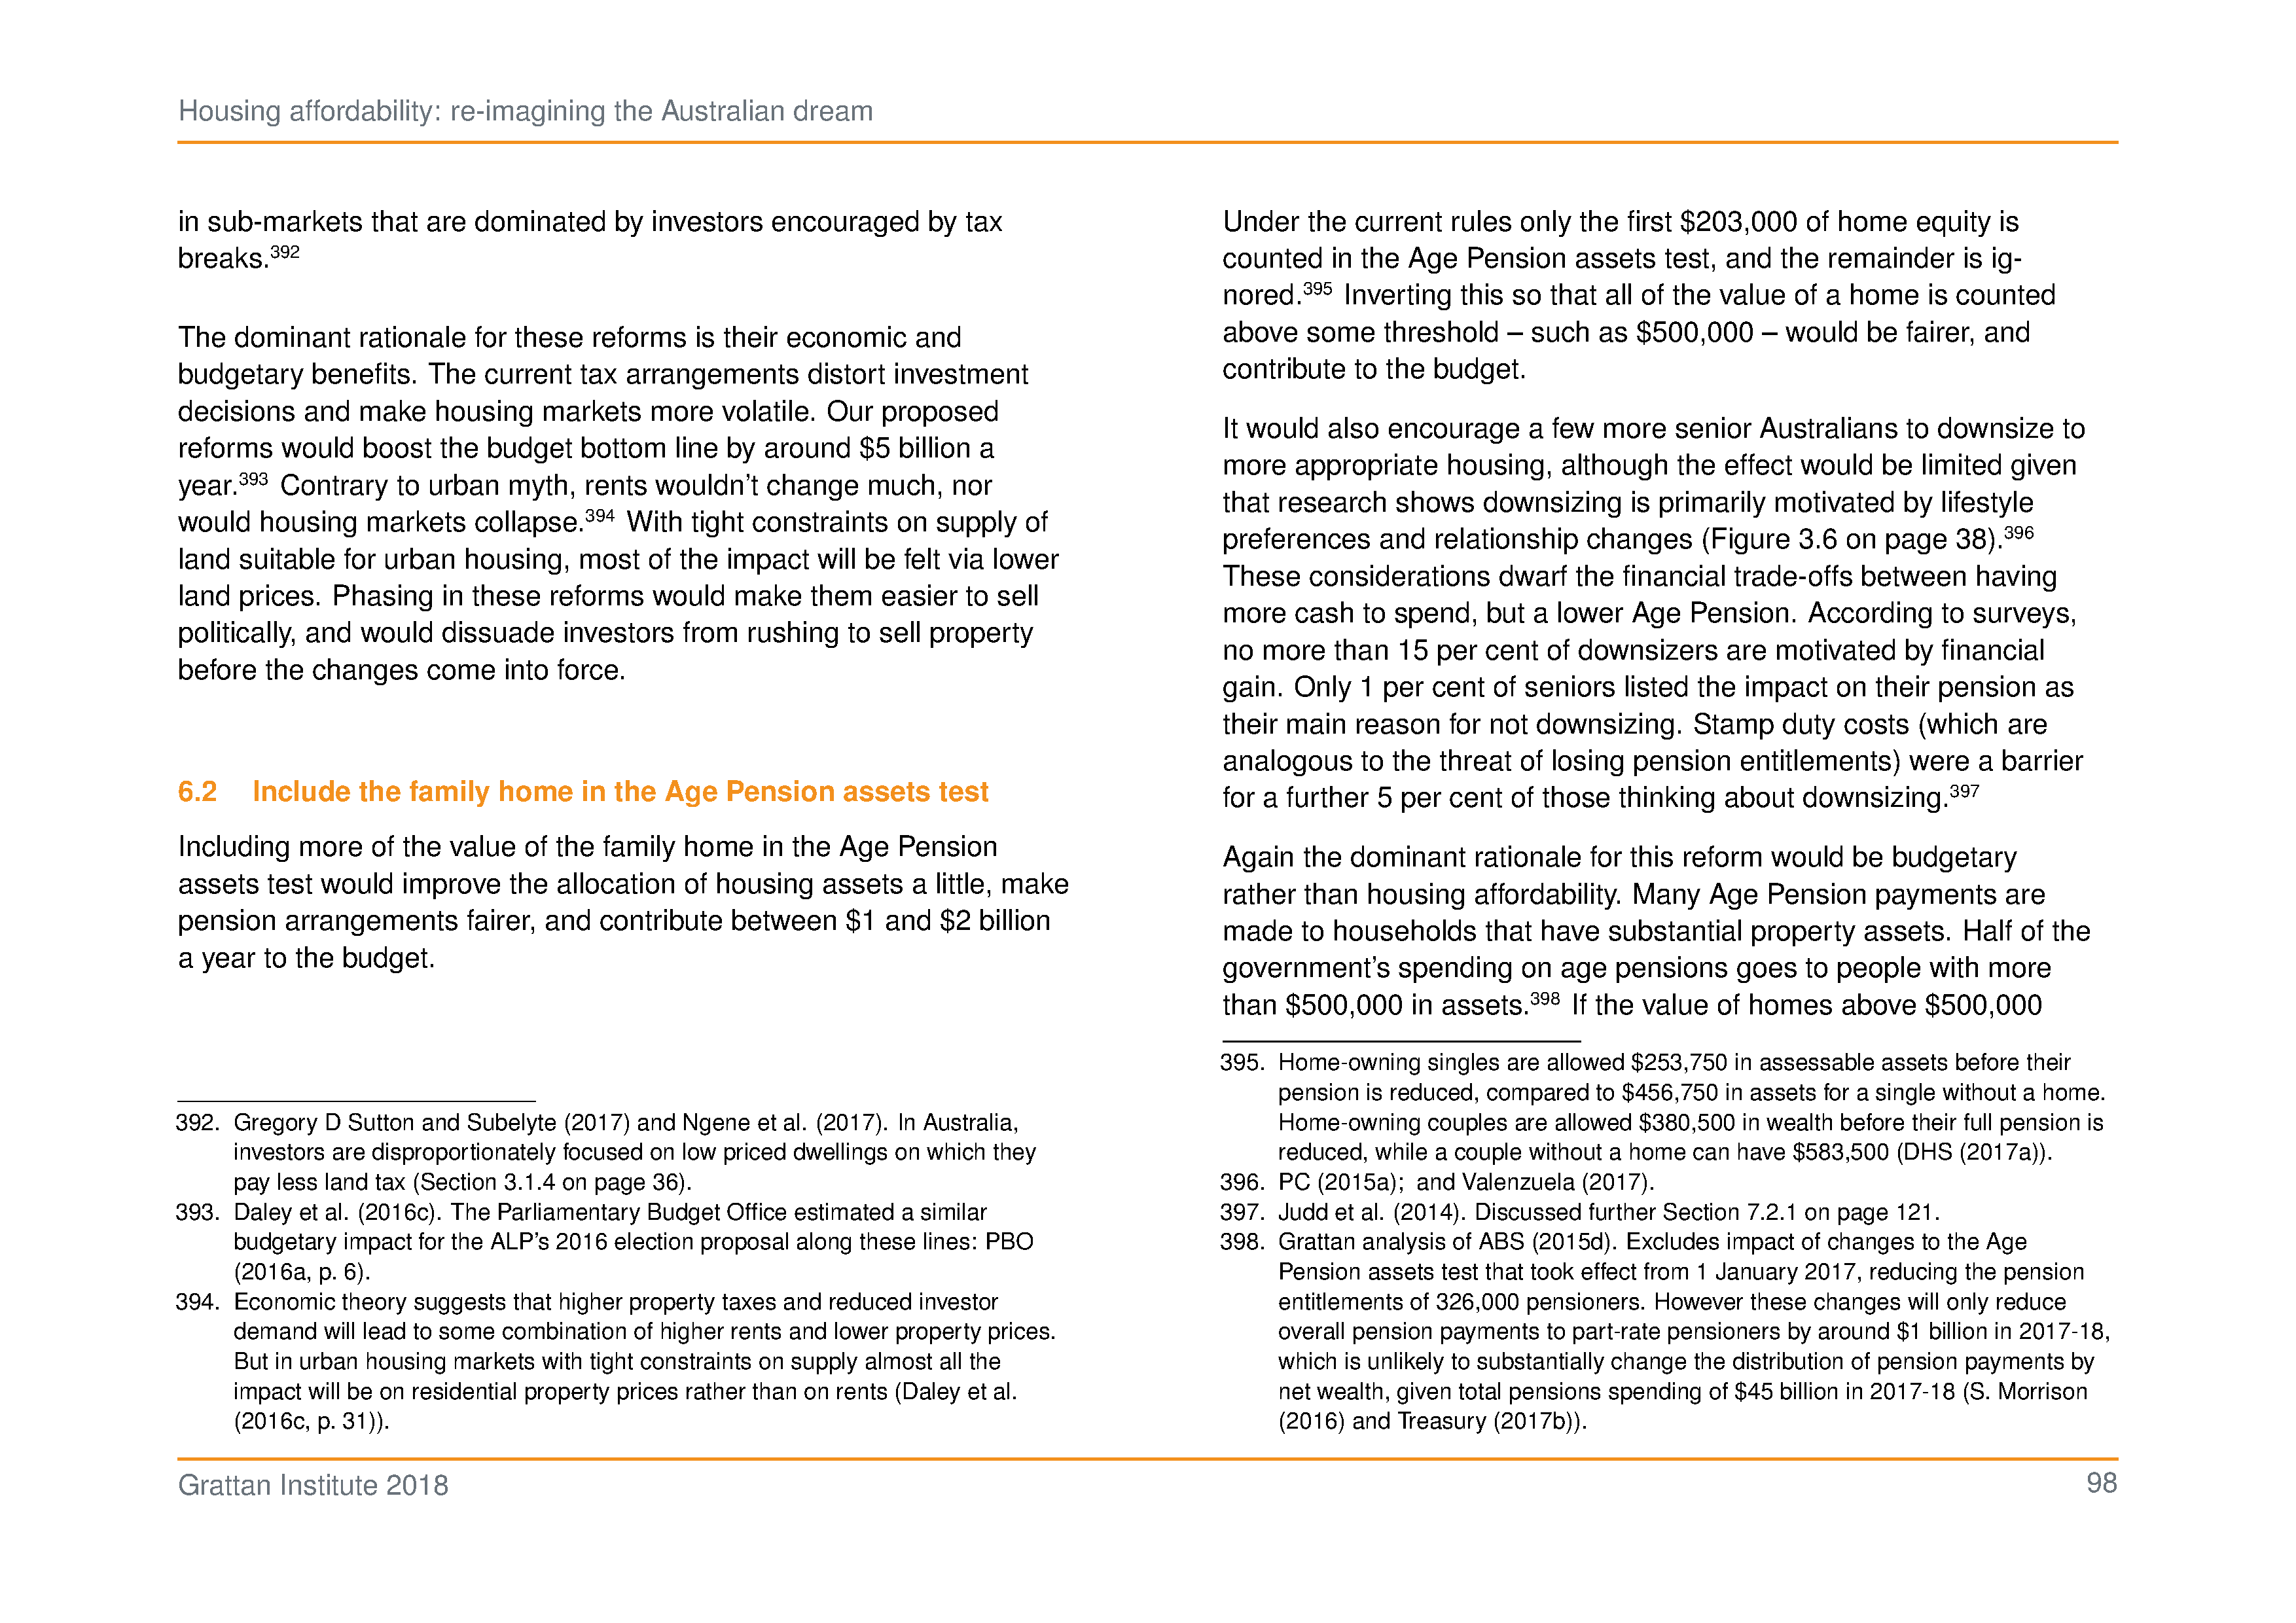 Housing affordability: re-imagining the Australian dream
in sub-markets that are dominated by investors encouraged by tax
breaks.392
The dominant rationale for these reforms is their economic and
budgetary benefits. The current tax arrangements distort investment
decisions and make housing markets more volatile. Our proposed
reforms would boost the budget bottom line by around $5 billion a
year.393 Contrary to urban myth, rents wouldn't change much, nor
would housing markets collapse.394 With tight constraints on supply of
land suitable for urban housing, most of the impact will be felt via lower
land prices. Phasing in these reforms would make them easier to sell
politically, and would dissuade investors from rushing to sell property
before the changes come into force.
6.2 Include the family home in the Age Pension assets test
Including more of the value of the family home in the Age Pension
assets test would improve the allocation of housing assets a little, make
pension arrangements fairer, and contribute between $1 and $2 billion
a year to the budget.
392. Gregory D Sutton and Subelyte (2017) and Ngene et al. (2017). In Australia,
investors are disproportionately focused on low priced dwellings on which they
pay less land tax (Section 3.1.4 on page 36).
393. Daley et al. (2016c). The Parliamentary Budget Office estimated a similar
budgetary impact for the ALP's 2016 election proposal along these lines: PBO
(2016a, p. 6).
394. Economic theory suggests that higher property taxes and reduced investor
demand will lead to some combination of higher rents and lower property prices.
But in urban housing markets with tight constraints on supply almost all the
impact will be on residential property prices rather than on rents (Daley et al.
(2016c, p. 31)).
Under the current rules only the first $203,000 of home equity is
counted in the Age Pension assets test, and the remainder is ig-
nored.395 Inverting this so that all of the value of a home is counted
above some threshold – such as $500,000 – would be fairer, and
contribute to the budget.
It would also encourage a few more senior Australians to downsize to
more appropriate housing, although the effect would be limited given
that research shows downsizing is primarily motivated by lifestyle
preferences and relationship changes (Figure 3.6 on page 38).396
These considerations dwarf the financial trade-offs between having
more cash to spend, but a lower Age Pension. According to surveys,
no more than 15 per cent of downsizers are motivated by financial
gain. Only 1 per cent of seniors listed the impact on their pension as
their main reason for not downsizing. Stamp duty costs (which are
analogous to the threat of losing pension entitlements) were a barrier
for a further 5 per cent of those thinking about downsizing.397
Again the dominant rationale for this reform would be budgetary
rather than housing affordability. Many Age Pension payments are
made to households that have substantial property assets. Half of the
government's spending on age pensions goes to people with more
than $500,000 in assets.398 If the value of homes above $500,000
395. Home-owning singles are allowed $253,750 in assessable assets before their
pension is reduced, compared to $456,750 in assets for a single without a home.
Home-owning couples are allowed $380,500 in wealth before their full pension is
reduced, while a couple without a home can have $583,500 (DHS (2017a)).
396. PC (2015a); and Valenzuela (2017).
397. Judd et al. (2014). Discussed further Section 7.2.1 on page 121.
398. Grattan analysis of ABS (2015d). Excludes impact of changes to the Age
Pension assets test that took effect from 1 January 2017, reducing the pension
entitlements of 326,000 pensioners. However these changes will only reduce
overall pension payments to part-rate pensioners by around $1 billion in 2017-18,
which is unlikely to substantially change the distribution of pension payments by
net wealth, given total pensions spending of $45 billion in 2017-18 (S. Morrison
(2016) and Treasury (2017b)).
Grattan Institute 2018
98